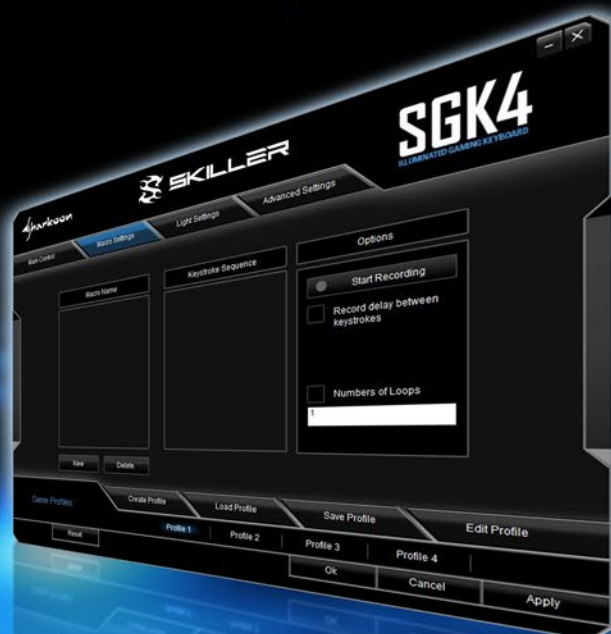 Sharkoon
SKILLER
SGK4
ILLUMINATED GAMING KEYBOARD
Main Control
Macro Settings
Light Settings
Advanced Settings
Macro Name
Keystroke Sequence
Options
Start Recording
Record delay between
keystrokes
Numbers of Loops
1
New
Delete
Game Profiles
Create Profile
Load Profile
Save Profile
Edit Profile
Reset
Profile 1
Profile 2
Profile 3
Profile 4
Ok
Cancel
Apply